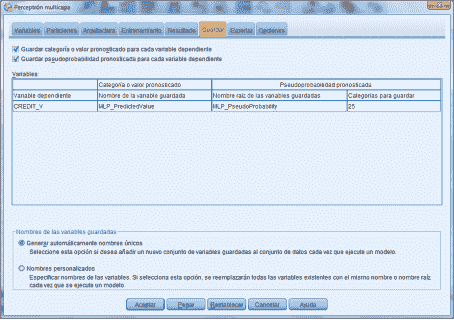 Perceptrón multicapa
Variables Particiones Arquitectura Entrenamiento Resultado Guardar Exportar Opciones
Guardar categoría o valor pronosticado para cada variable dependiente
Guardar pseudoprobabilidad pronosticada para cada variable dependiente
Variables:
Categoría o valor pronosticado Pseudoprobabilidad pronosticada
Variable dependiente Nombre de la variable guardada Nombre raíz de las variables guardadas Categorías para guardar
CREDIT_V MLP_PredictedValue MLP_PseudoProbability 25
Nombres de las variables guardadas
Generar automáticamente nombres únicos
Seleccione esta opción si desea añadir un nuevo conjunto de variables guardadas al conjunto de datos cada vez que ejecute un modelo.
Nombres personalizados
Especificar nombres de las variables. Si selecciona esta opción, se reemplazarán todas las variables existentes con el mismo nombre o nombre raíz
cada vez que se ejecute un modelo.
Aceptar Pegar Restablecer Cancelar Ayuda